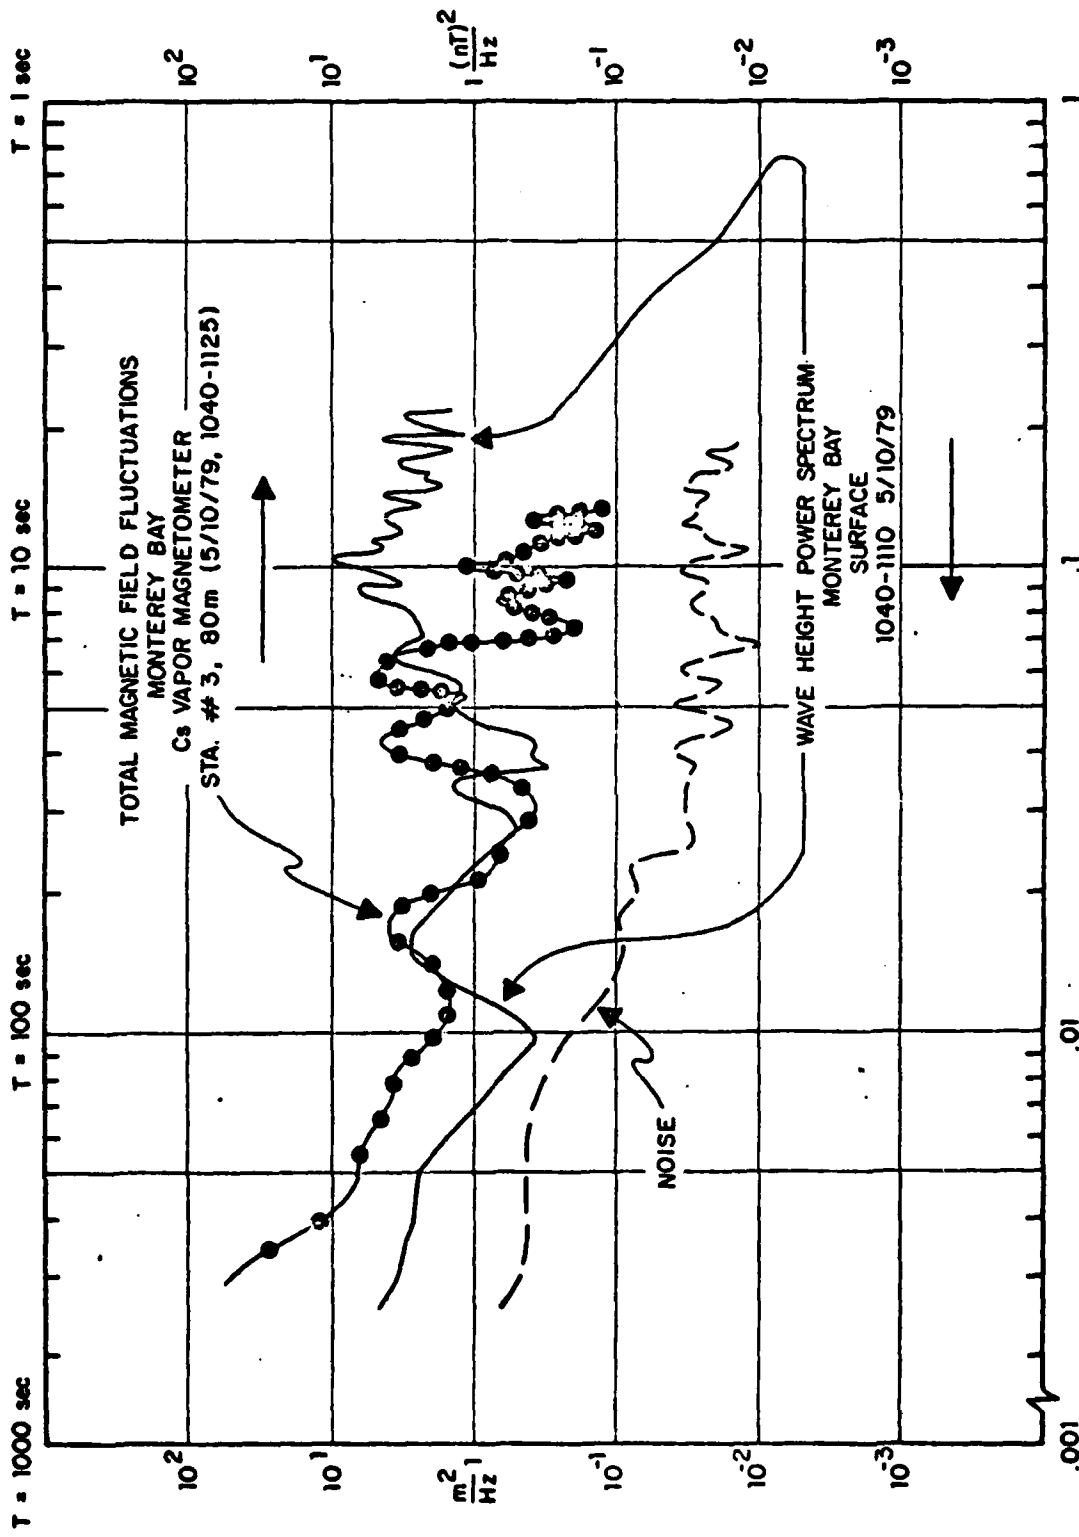 T = 1000 sec
T = 100 sec
T = 10 sec
T = 1 sec
TOTAL MAGNETIC FIELD FLUCTUATIONS
MONTEREY BAY
Cs VAPOR MAGNETOMETER
STA. # 3, 80m (5/10/79, 1040-1125)
10²
10¹
m²/Hz 1
10⁻¹
10⁻²
10⁻³
10²
10¹
1 (nT)²/Hz
10⁻¹
10⁻²
10⁻³
NOISE
WAVE HEIGHT POWER SPECTRUM
MONTEREY BAY
SURFACE
1040-1110 5/10/79
.001
.01
.1
1